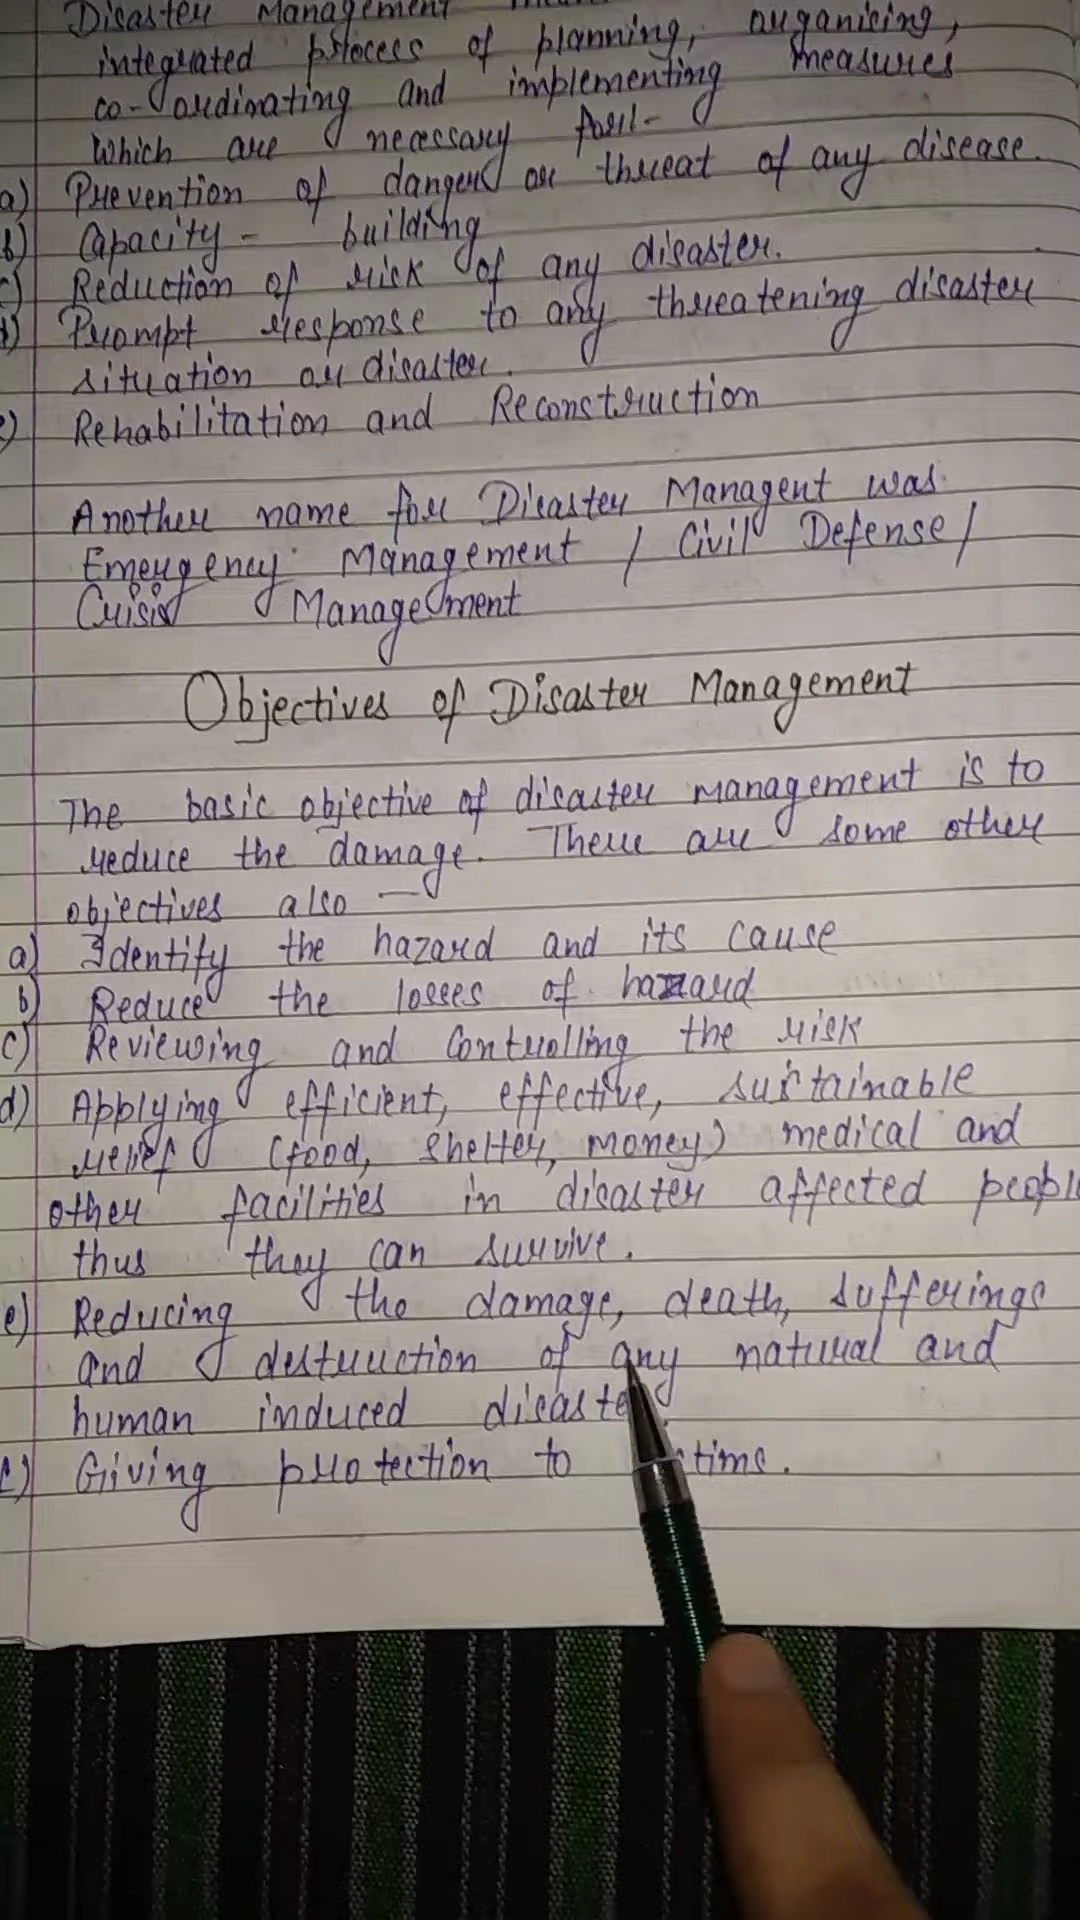 Disaster Management
integrated process of planning, organising,
co-ordinating and implementing measures
which are necessary for:-
a) Prevention of danger or threat of any disease.
b) Capacity - building
c) Reduction of risk of any disaster.
d) Prompt response to any threatening disaster
situation or disaster.
e) Rehabilitation and Reconstruction
Another name for Disaster Managent was
Emergency Management / Civil Defense /
Crisis Management
Objectives of Disaster Management
The basic objective of disaster management is to
reduce the damage. There are some other
objectives also —
a) Identify the hazard and its cause
b) Reduce the losses of hazard
c) Reviewing and Controlling the risk
d) Applying efficient, effective, sustainable
relief (food, shelter, money) medical and
other facilities in disaster affected peopl
thus they can survive.
e) Reducing the damage, death, sufferings
and destruction of any natural and
human induced disaste
Giving protection to tims.